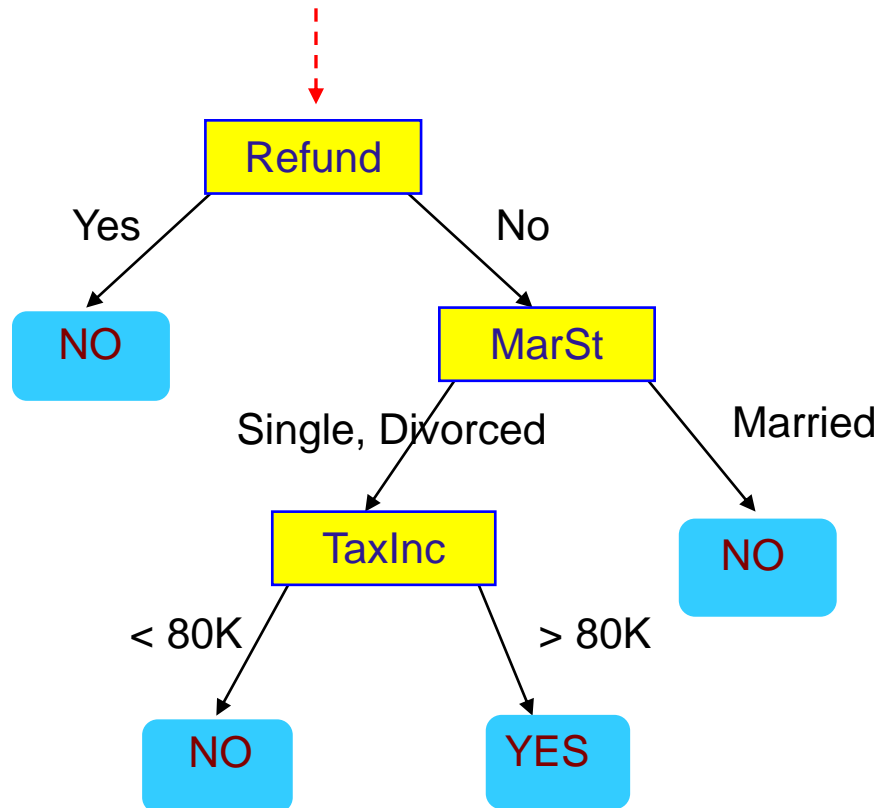 Refund
Yes
No
NO
MarSt
Single, Divorced
Married
TaxInc
NO
< 80K
> 80K
NO
YES